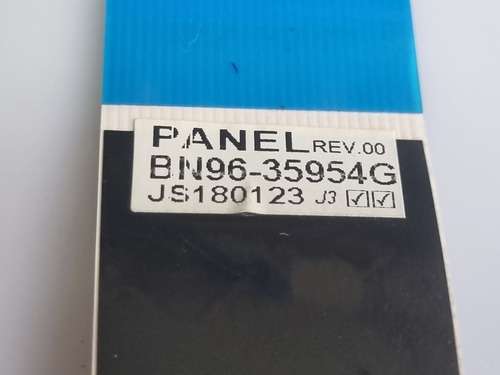 PANEL REV.00
BN96-35954G
JS180123 J3 ☑☑